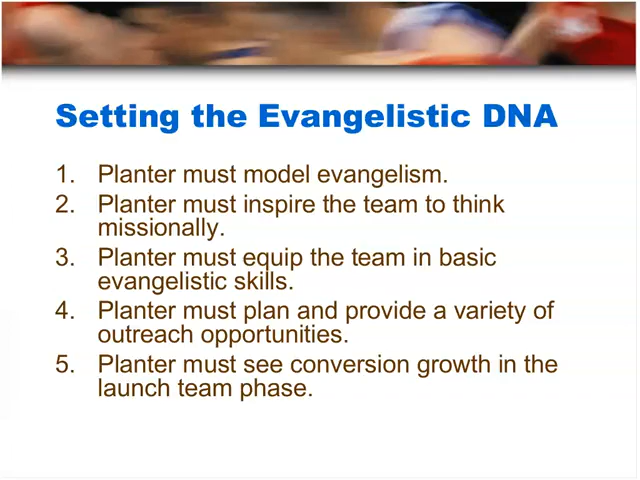 Setting the Evangelistic DNA
1. Planter must model evangelism.
2. Planter must inspire the team to think
missionally.
3. Planter must equip the team in basic
evangelistic skills.
4. Planter must plan and provide a variety of
outreach opportunities.
5. Planter must see conversion growth in the
launch team phase.